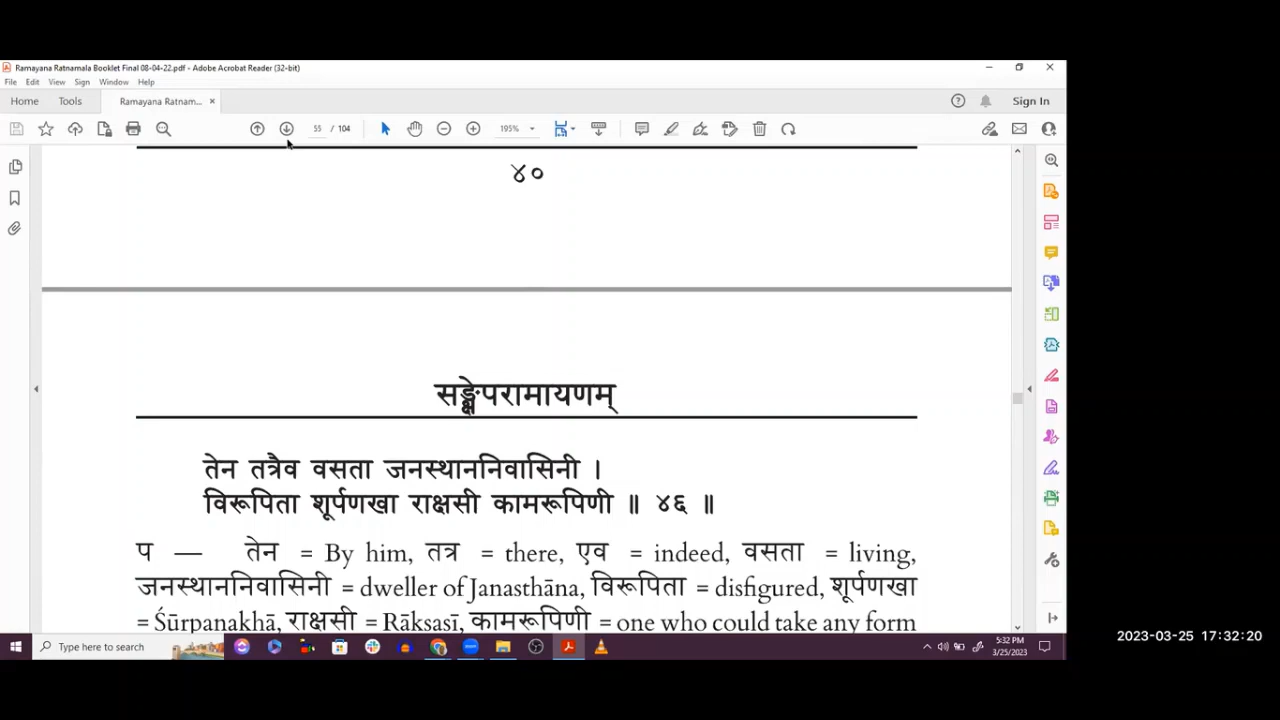 Ramayana Ratnamala Booklet Final 08-04-22.pdf - Adobe Acrobat Reader (32-bit)
File Edit View Sign Window Help
Home Tools Ramayana Ratnam... Sign In
55 / 104 195%
४०
सङ्क्षेपरामायणम्
तेन तत्रैव वसता जनस्थाननिवासिनी ।
विरूपिता शूर्पणखा राक्षसी कामरूपिणी ॥ ४६ ॥
प — तेन = By him, तत्र = there, एव = indeed, वसता = living,
जनस्थाननिवासिनी = dweller of Janasthāna, विरूपिता = disfigured, शूर्पणखा
= Śūrpanakhā, राक्षसी = Rāksasī, कामरूपिणी = one who could take any form
Type here to search
5:32 PM
3/25/2023
2023-03-25 17:32:20